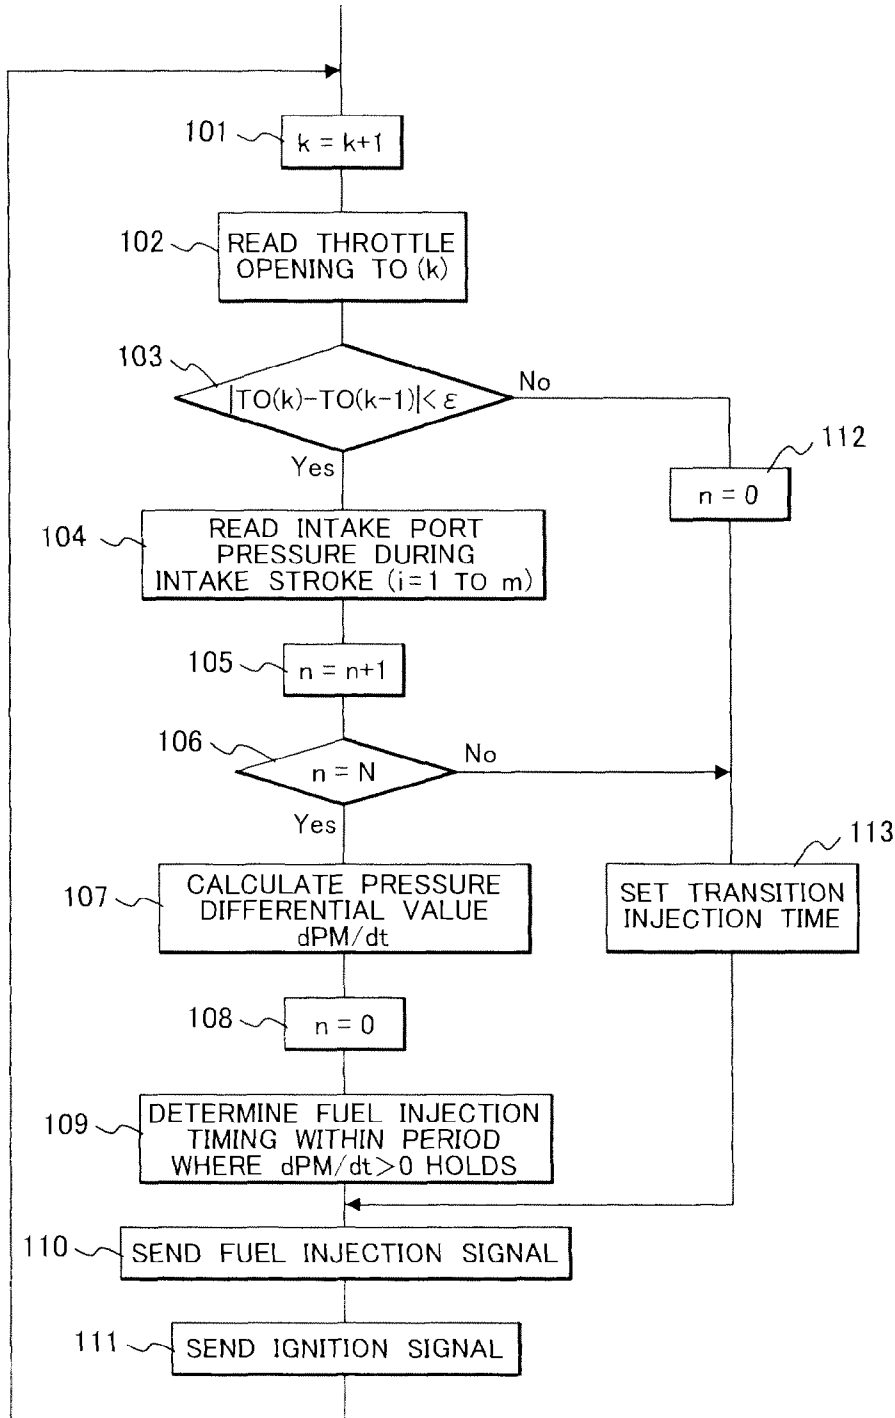 101
k = k+1
102
READ THROTTLE
OPENING TO (k)
103
|TO(k)-TO(k-1)|< ε
No
Yes
112
n = 0
104
READ INTAKE PORT
PRESSURE DURING
INTAKE STROKE (i=1 TO m)
105
n = n+1
106
n = N
No
Yes
113
SET TRANSITION
INJECTION TIME
107
CALCULATE PRESSURE
DIFFERENTIAL VALUE
dPM/dt
108
n = 0
109
DETERMINE FUEL INJECTION
TIMING WITHIN PERIOD
WHERE dPM/dt>0 HOLDS
110
SEND FUEL INJECTION SIGNAL
111
SEND IGNITION SIGNAL